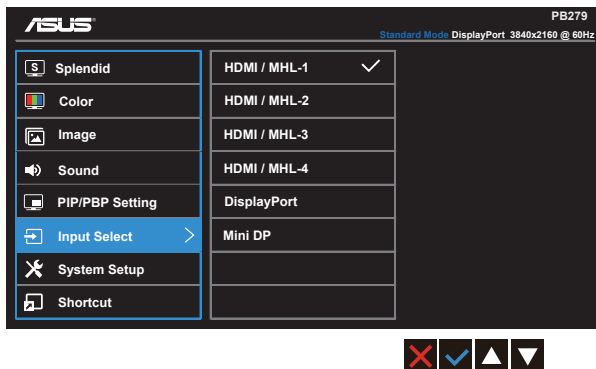 ASUS
PB279
Standard Mode DisplayPort 3840x2160 @ 60Hz
S Splendid
Color
Image
Sound
PIP/PBP Setting
Input Select
System Setup
Shortcut
HDMI / MHL-1
HDMI / MHL-2
HDMI / MHL-3
HDMI / MHL-4
DisplayPort
Mini DP